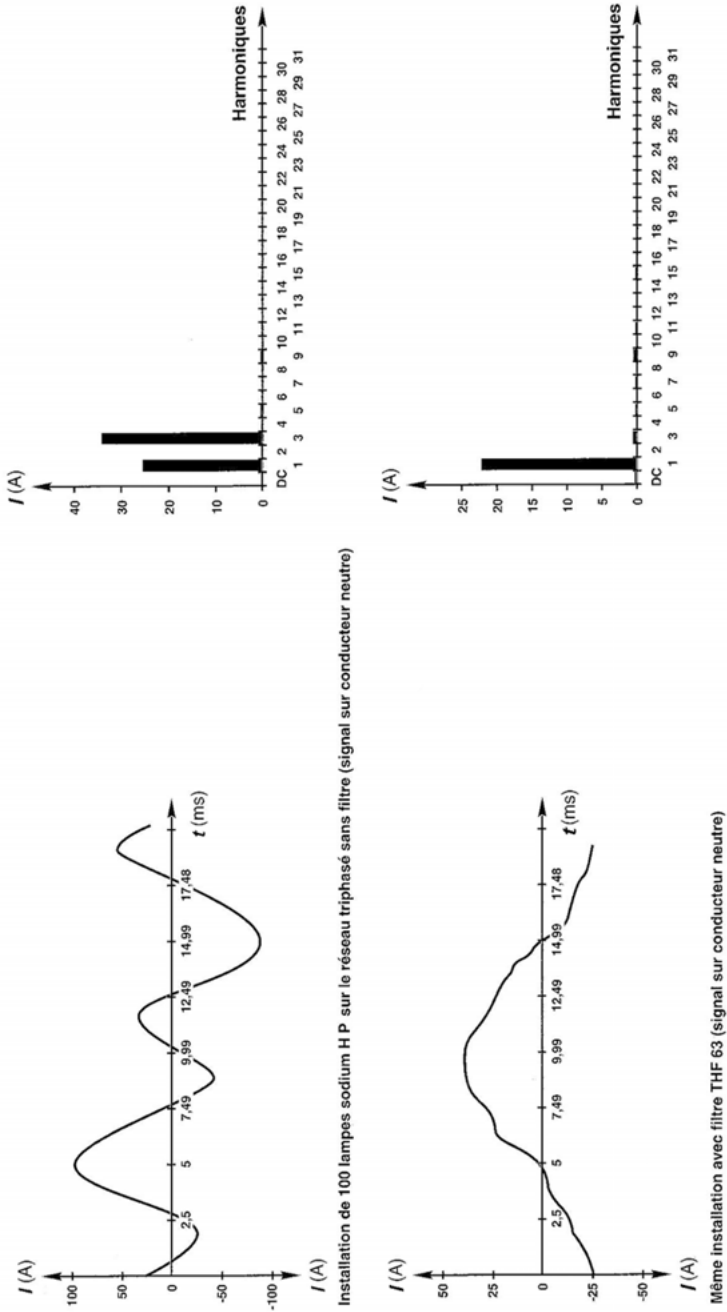 I (A)
100
50
0
-50
-100
I (A)
2,5
5
7,49
9,99
12,49
14,99
17,48
t (ms)
Installation de 100 lampes sodium H P sur le réseau triphasé sans filtre (signal sur conducteur neutre)
I (A)
40
30
20
10
0
DC 2 4 6 8 10 12 14 16 18 20 22 24 26 28 30
1 3 5 7 9 11 13 15 17 19 21 23 25 27 29 31
Harmoniques
I (A)
50
25
0
-25
-50
I (A)
2,5
5
7,49
9,99
12,49
14,99
17,48
t (ms)
Même installation avec filtre THF 63 (signal sur conducteur neutre)
I (A)
25
20
15
10
5
0
DC 2 4 6 8 10 12 14 16 18 20 22 24 26 28 30
1 3 5 7 9 11 13 15 17 19 21 23 25 27 29 31
Harmoniques